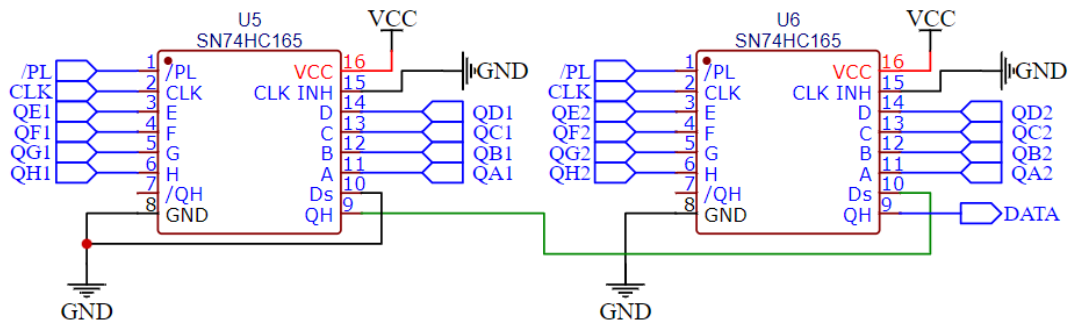 U5
SN74HC165
VCC
/PL 1 /PL VCC 16
CLK 2 CLK CLK INH 15 GND
QE1 3 E D 14 QD1
QF1 4 F C 13 QC1
QG1 5 G B 12 QB1
QH1 6 H A 11 QA1
7 /QH Ds 10
8 GND QH 9
GND
U6
SN74HC165
VCC
/PL 1 /PL VCC 16
CLK 2 CLK CLK INH 15 GND
QE2 3 E D 14 QD2
QF2 4 F C 13 QC2
QG2 5 G B 12 QB2
QH2 6 H A 11 QA2
7 /QH Ds 10
8 GND QH 9 DATA
GND